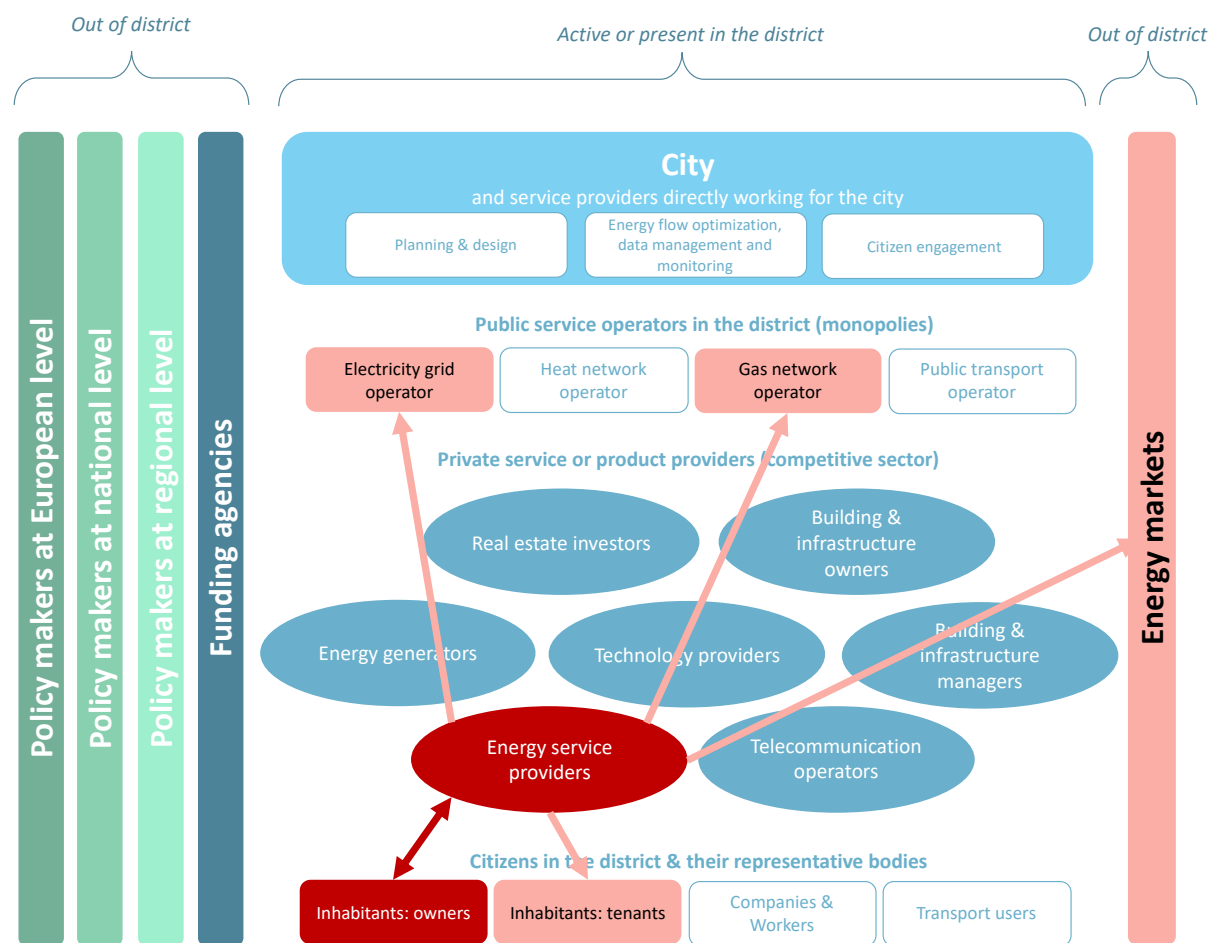 Out of district
Active or present in the district
Out of district
Policy makers at European level
Policy makers at national level
Policy makers at regional level
Funding agencies
City
and service providers directly working for the city
Planning & design
Energy flow optimization,
data management and
monitoring
Citizen engagement
Public service operators in the district (monopolies)
Electricity grid
operator
Heat network
operator
Gas network
operator
Public transport
operator
Private service or product providers (competitive sector)
Real estate investors
Building &
infrastructure
owners
Energy generators
Technology providers
Building &
infrastructure
managers
Energy service
providers
Telecommunication
operators
Citizens in the district & their representative bodies
Inhabitants: owners
Inhabitants: tenants
Companies &
Workers
Transport users
Energy markets